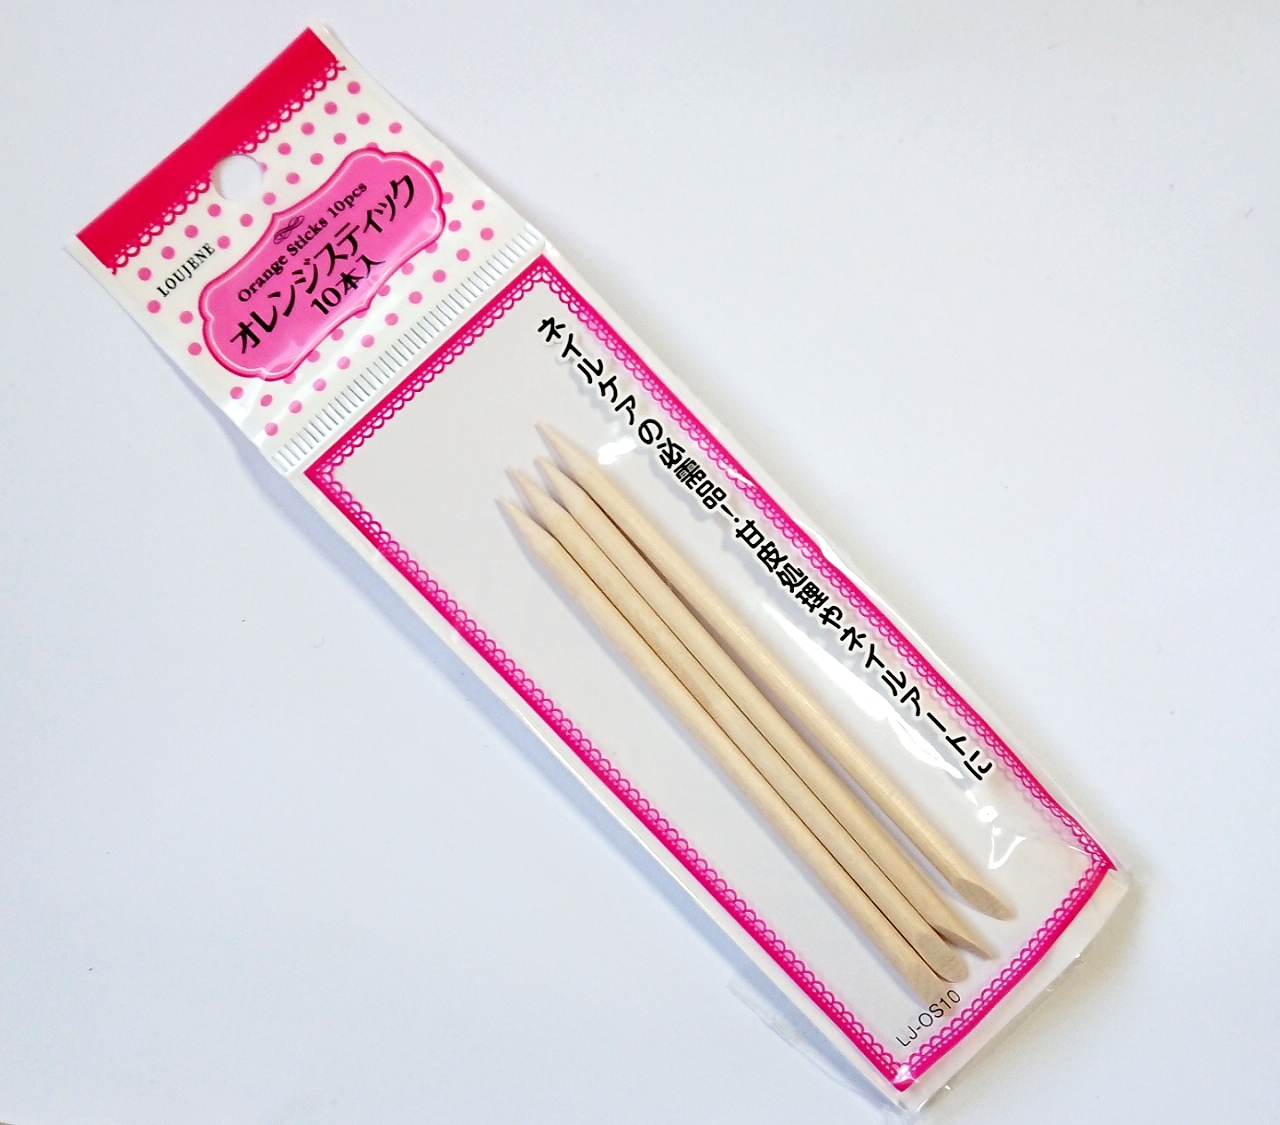 LOUJENE
Orange Sticks 10pcs
オレンジスティック
10本入
ネイルケアの必需品!甘皮処理やネイルアートに
LJ-OS10